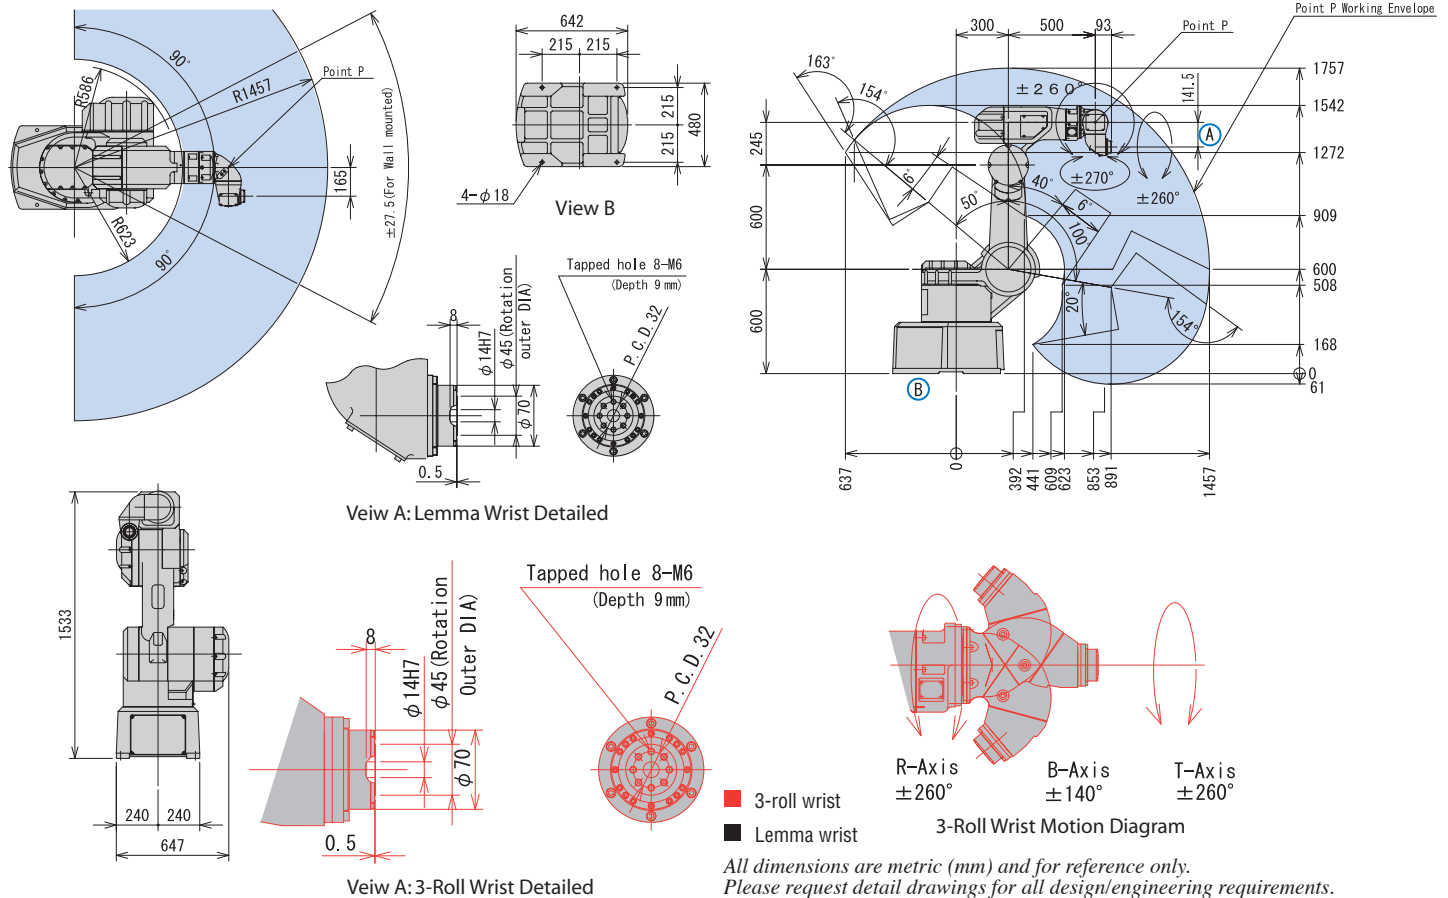 90°
R586
R1457
Point P
±27.5(For Wall mounted)
165
R623
90°
642
215
215
215
480
215
4-φ18
View B
Tapped hole 8-M6
(Depth 9mm)
8
φ14H7
φ45(Rotation
outer DIA)
P.C.D.32
φ70
0.5
Veiw A: Lemma Wrist Detailed
Point P Working Envelope
300
500
93
Point P
163°
154°
±260°
141.5
A
1757
1542
1272
909
600
508
168
0
61
245
600
600
6°
50°
40°
6°
100°
±270°
±260°
20°
154°
B
637
0
392
441
609
623
853
891
1457
1533
240
240
647
Tapped hole 8-M6
(Depth 9mm)
8
φ14H7
φ45(Rotation
Outer DIA)
P.C.D.32
φ70
0.5
Veiw A: 3-Roll Wrist Detailed
R-Axis
±260°
B-Axis
±140°
T-Axis
±260°
3-Roll Wrist Motion Diagram
3-roll wrist
Lemma wrist
All dimensions are metric (mm) and for reference only.
Please request detail drawings for all design/engineering requirements.